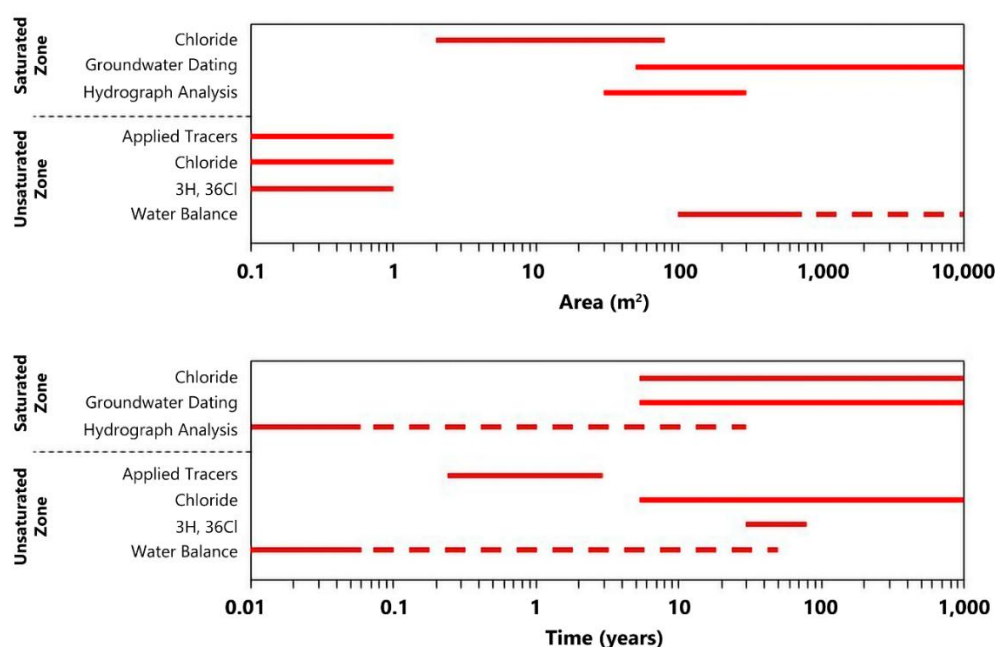 Saturated
Zone
Chloride
Groundwater Dating
Hydrograph Analysis
Unsaturated
Zone
Applied Tracers
Chloride
3H, 36Cl
Water Balance
0.1 1 10 100 1,000 10,000
Area (m²)
Saturated
Zone
Chloride
Groundwater Dating
Hydrograph Analysis
Unsaturated
Zone
Applied Tracers
Chloride
3H, 36Cl
Water Balance
0.01 0.1 1 10 100 1,000
Time (years)